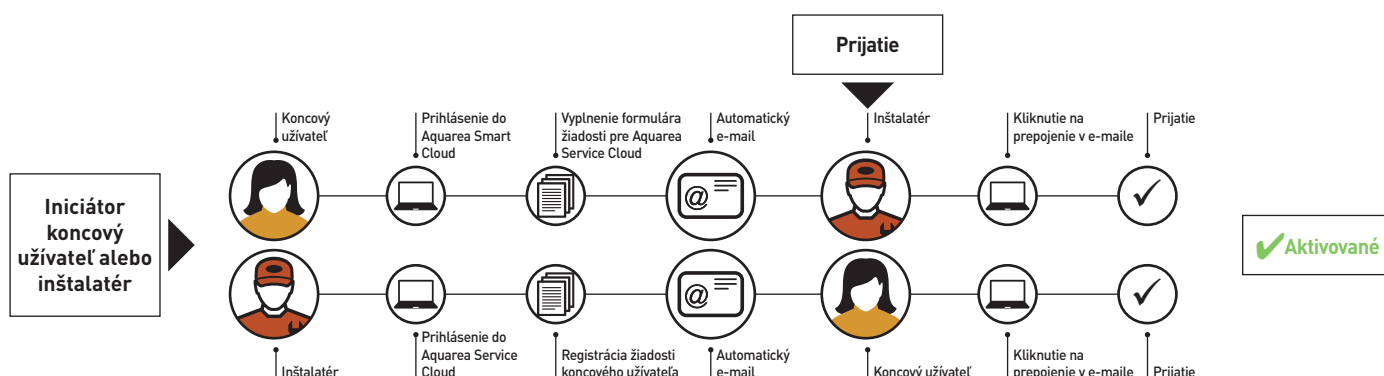 Prijatie
Koncový
užívateľ
Prihlásenie do
Aquarea Smart
Cloud
Vyplnenie formulára
žiadosti pre Aquarea
Service Cloud
Automatický
e-mail
Inštalatér
Kliknutie na
prepojenie v e-maile
Prijatie
Iniciátor
koncový
užívateľ alebo
inštalatér
@
@
Aktivované
Inštalatér
Prihlásenie do
Aquarea Service
Cloud
Registrácia žiadosti
koncového užívateľa
Automatický
e-mail
Koncový užívateľ
Kliknutie na
prepojenie v e-maile
Prijatie